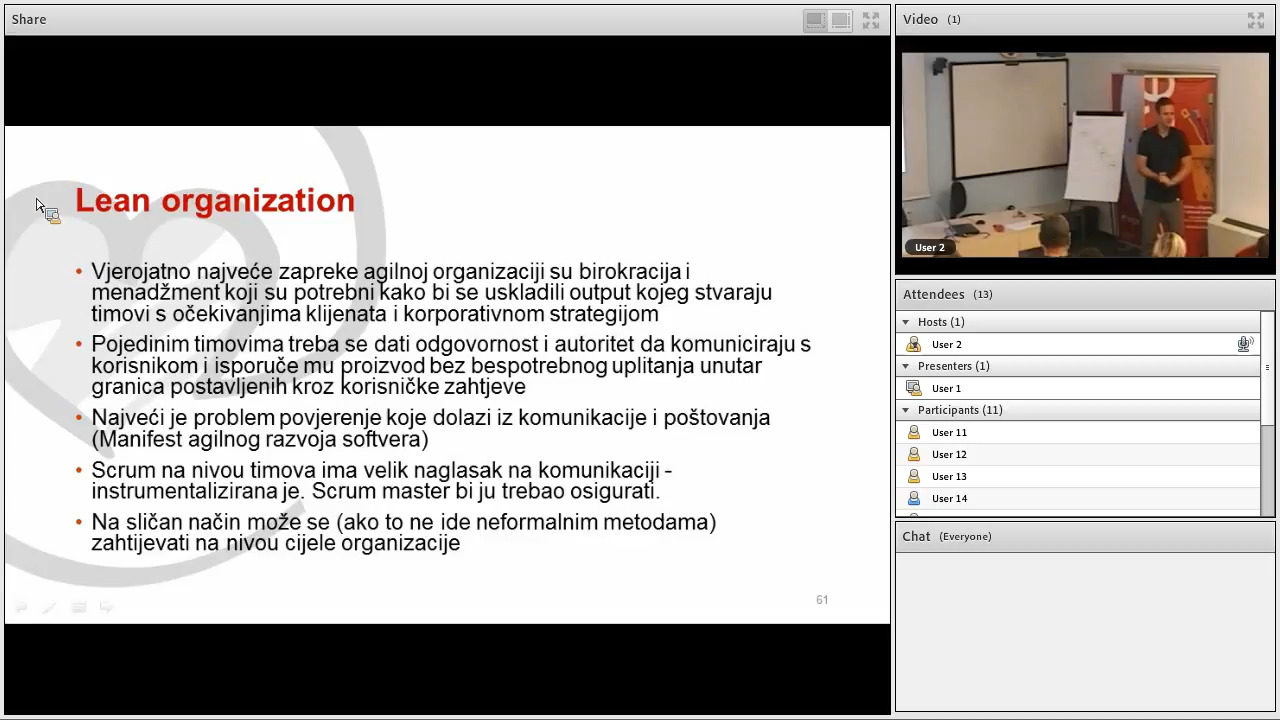 Share
Lean organization
• Vjerojatno najveće zapreke agilnoj organizaciji su birokracija i
menadžment koji su potrebni kako bi se uskladili output kojeg stvaraju
timovi s očekivanjima klijenata i korporativnom strategijom
• Pojedinim timovima treba se dati odgovornost i autoritet da komuniciraju s
korisnikom i isporuče mu proizvod bez bespotrebnog uplitanja unutar
granica postavljenih kroz korisničke zahtjeve
• Najveći je problem povjerenje koje dolazi iz komunikacije i poštovanja
(Manifest agilnog razvoja softvera)
• Scrum na nivou timova ima velik naglasak na komunikaciji -
instrumentalizirana je. Scrum master bi ju trebao osigurati.
• Na sličan način može se (ako to ne ide neformalnim metodama)
zahtijevati na nivou cijele organizacije
61
Video (1)
User 2
Attendees (13)
Hosts (1)
User 2
Presenters (1)
User 1
Participants (11)
User 11
User 12
User 13
User 14
Chat (Everyone)